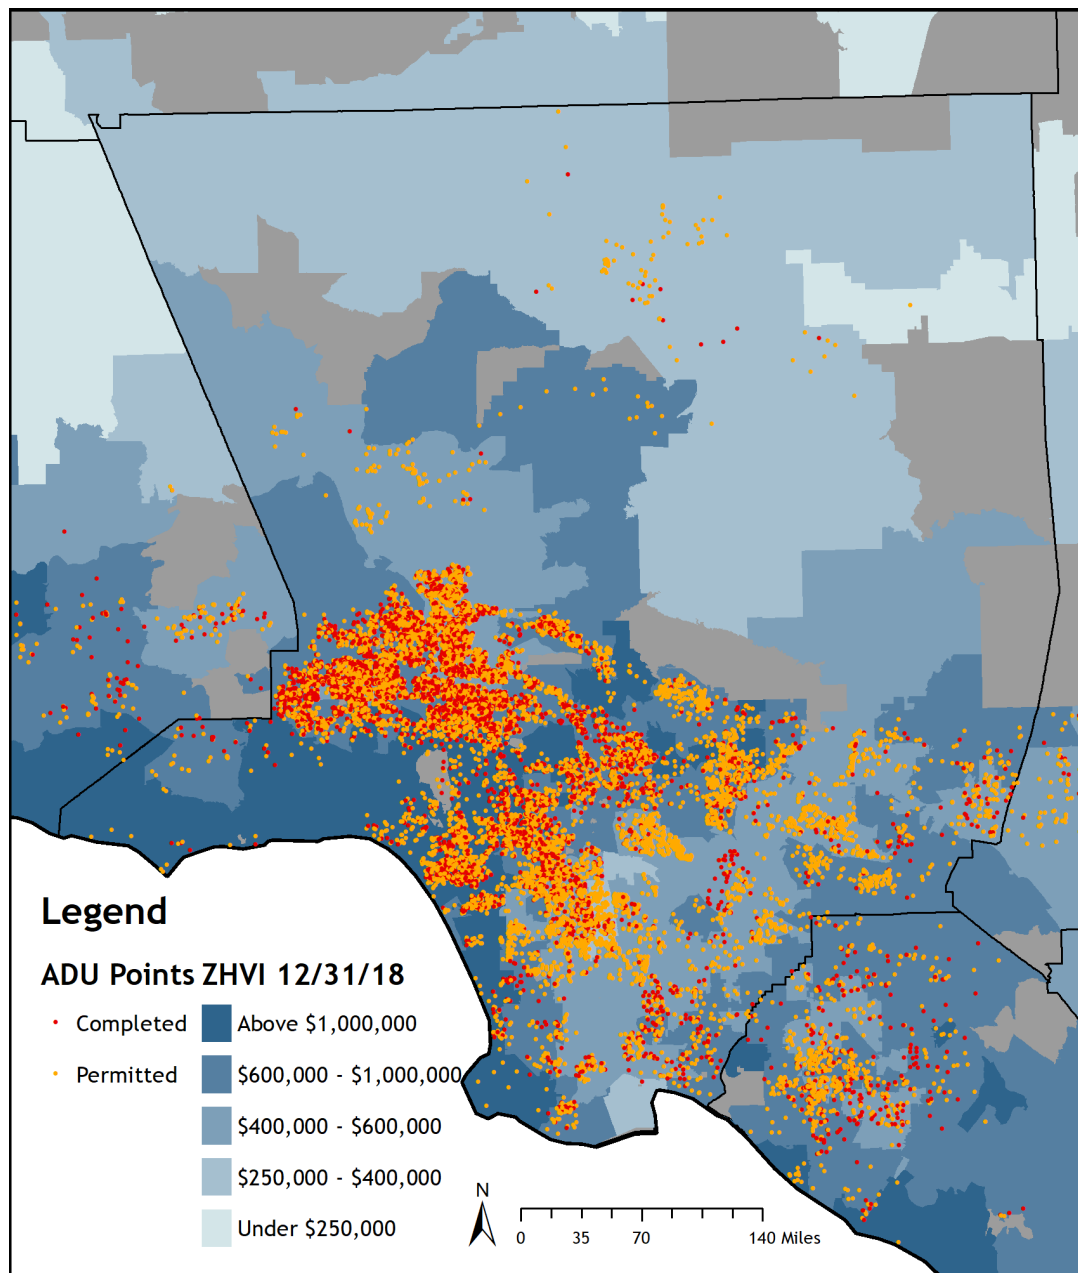 Legend
ADU Points ZHVI 12/31/18
Completed Above $1,000,000
Permitted $600,000 - $1,000,000
$400,000 - $600,000
$250,000 - $400,000
Under $250,000
N
0 35 70 140 Miles